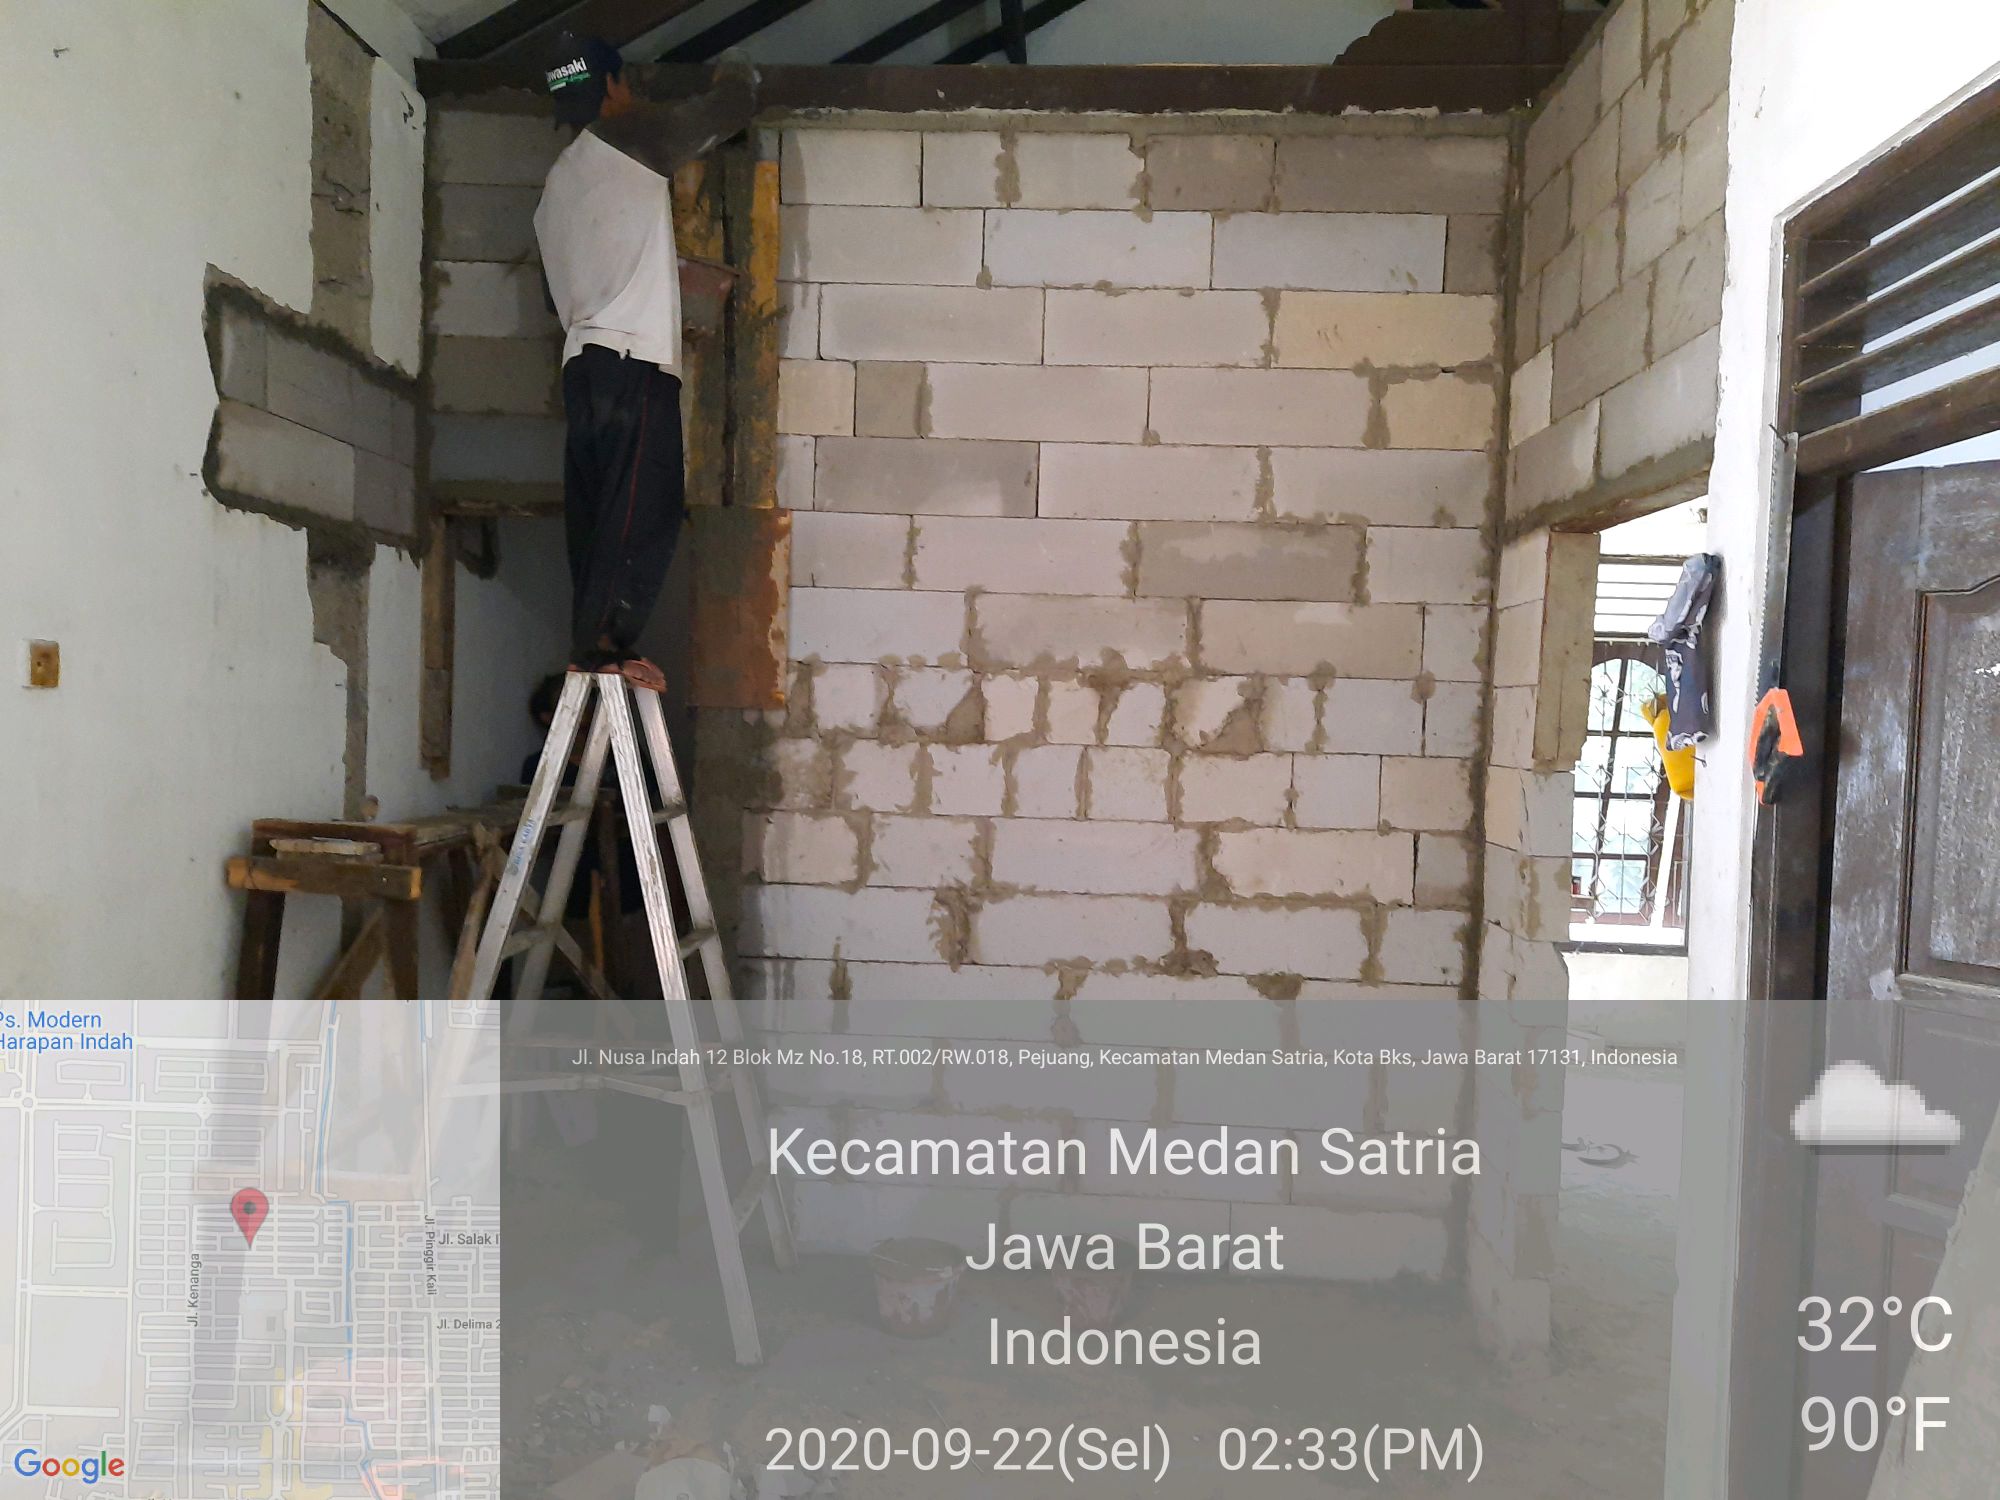 Kawasaki
Ps. Modern
Harapan Indah
Jl. Kenanga
Jl. Pinggir Kali
Jl. Salak I
Jl. Delima 2
Google
Jl. Nusa Indah 12 Blok Mz No.18, RT.002/RW.018, Pejuang, Kecamatan Medan Satria, Kota Bks, Jawa Barat 17131, Indonesia
Kecamatan Medan Satria
Jawa Barat
Indonesia
2020-09-22(Sel) 02:33(PM)
32°C
90°F